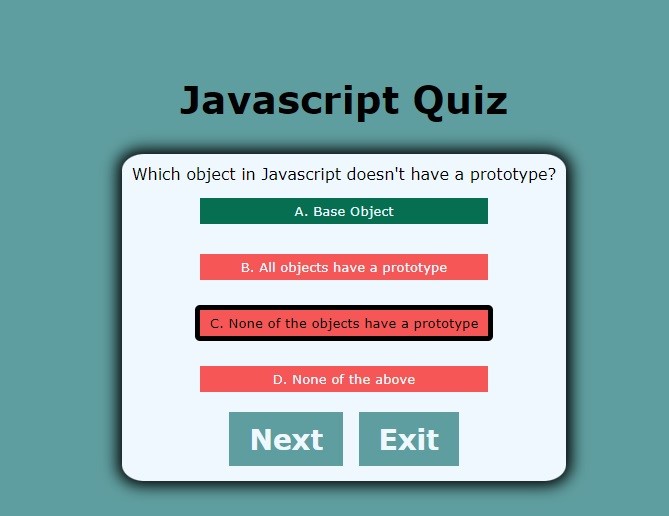 Javascript Quiz
Which object in Javascript doesn't have a prototype?
A. Base Object
B. All objects have a prototype
C. None of the objects have a prototype
D. None of the above
Next Exit